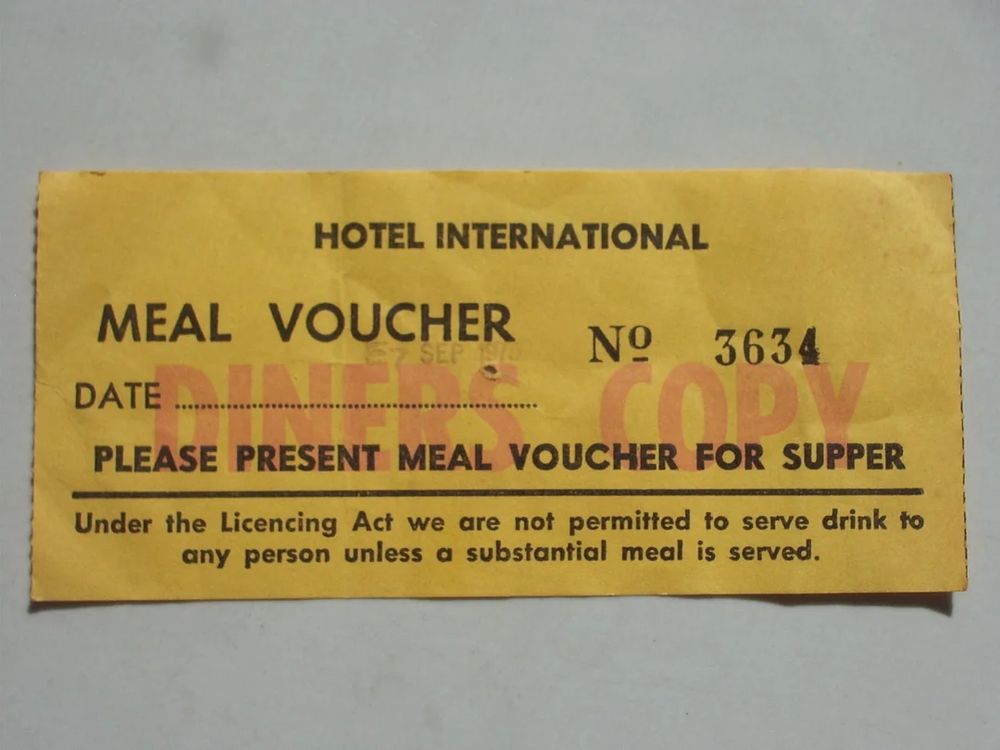 HOTEL INTERNATIONAL
MEAL VOUCHER
Nº 3634
SEP
DATE
DINERS COPY
PLEASE PRESENT MEAL VOUCHER FOR SUPPER
Under the Licencing Act we are not permitted to serve drink to
any person unless a substantial meal is served.